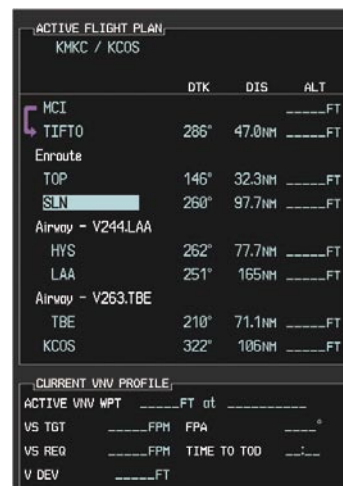 ACTIVE FLIGHT PLAN
KMKC / KCOS
DTK DIS ALT
MCI _____FT
TIFTO 286° 47.0NM _____FT
Enroute
TOP 146° 32.3NM _____FT
SLN 260° 97.7NM _____FT
Airway - V244.LAA
HYS 262° 77.7NM _____FT
LAA 251° 165NM _____FT
Airway - V263.TBE
TBE 210° 71.1NM _____FT
KCOS 322° 106NM _____FT
CURRENT VNV PROFILE
ACTIVE VNV WPT _____FT at __________
VS TGT _____FPM FPA ____°
VS REQ _____FPM TIME TO TOD __:__
V DEV _____FT